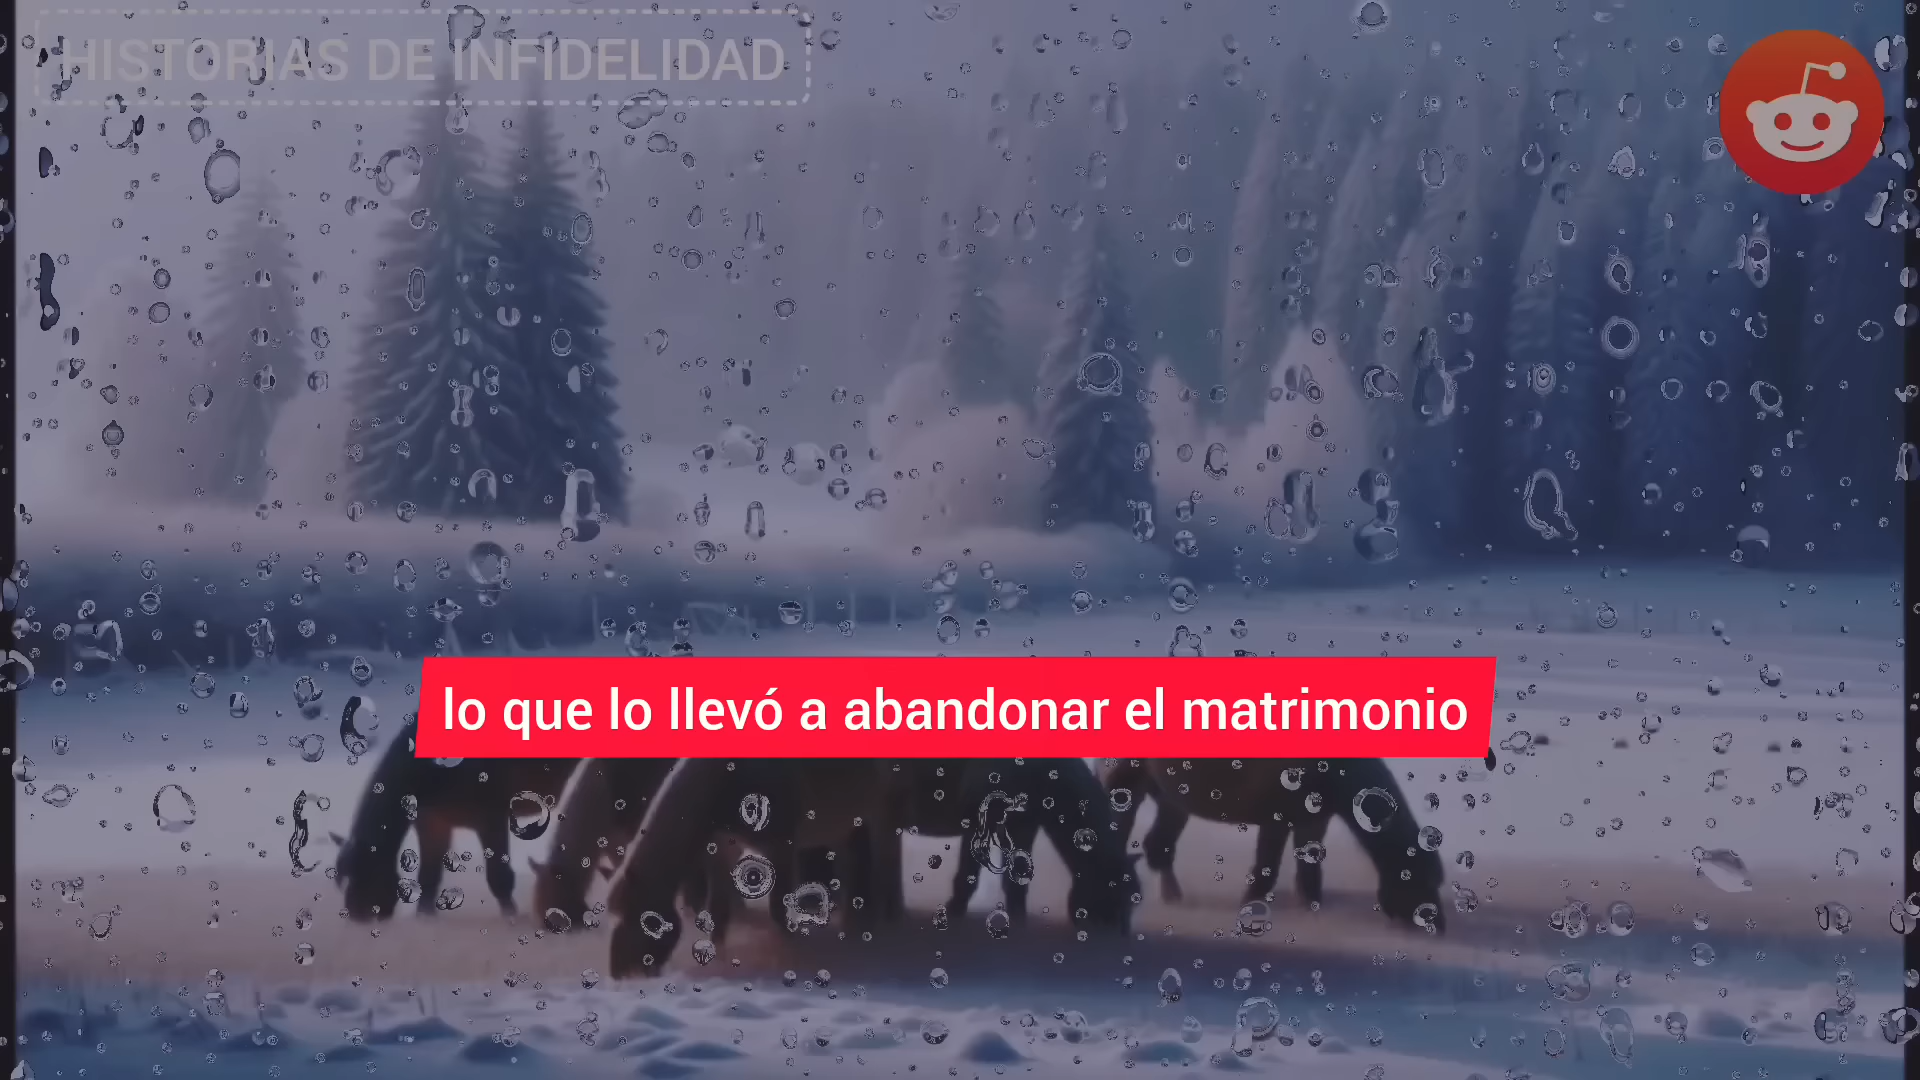 HISTORIAS DE INFIDELIDAD
lo que lo llevó a abandonar el matrimonio